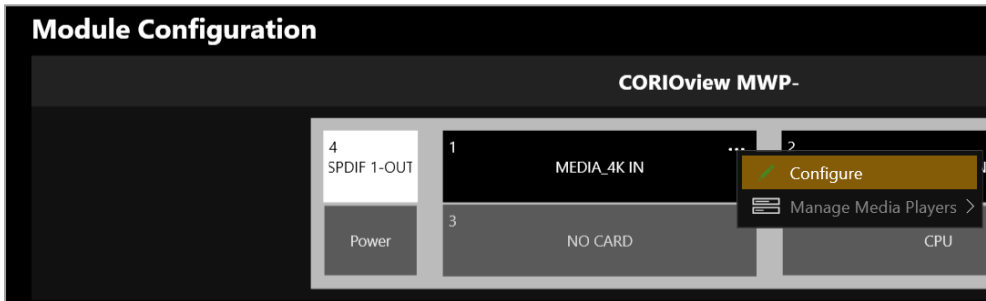 Module Configuration
CORIOview MWP-
4
SPDIF 1-OUT
1
...
MEDIA_4K IN
2
Configure
Manage Media Players >
Power
3
NO CARD
CPU